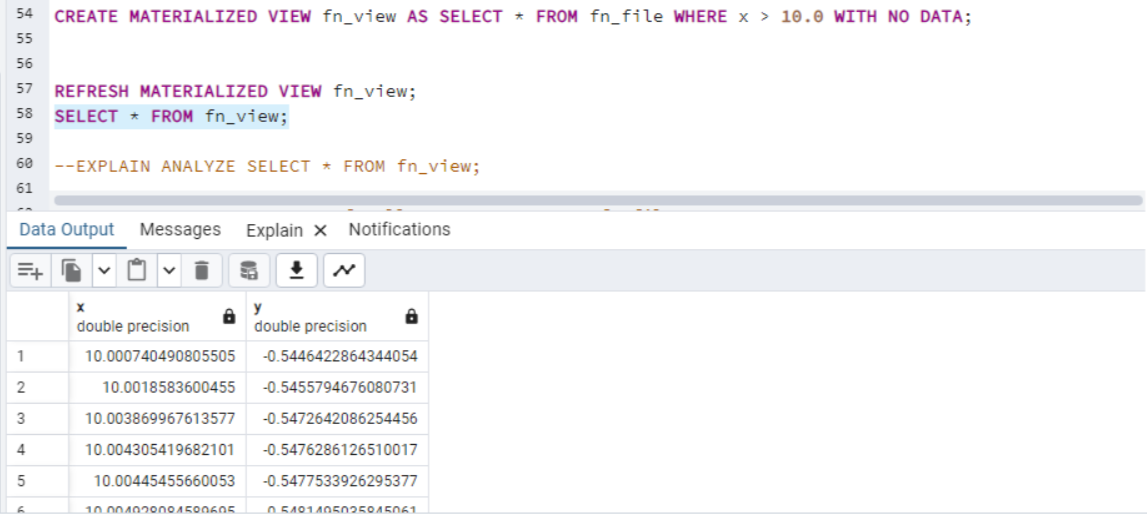 54 CREATE MATERIALIZED VIEW fn_view AS SELECT * FROM fn_file WHERE x > 10.0 WITH NO DATA;
55
56
57 REFRESH MATERIALIZED VIEW fn_view;
58 SELECT * FROM fn_view;
59
60 --EXPLAIN ANALYZE SELECT * FROM fn_view;
61
Data Output Messages Explain × Notifications
x y
double precision double precision
1 10.000740490805505 -0.5446422864344054
2 10.0018583600455 -0.5455794676080731
3 10.003869967613577 -0.5472642086254456
4 10.004305419682101 -0.5476286126510017
5 10.00445455660053 -0.5477533926295377